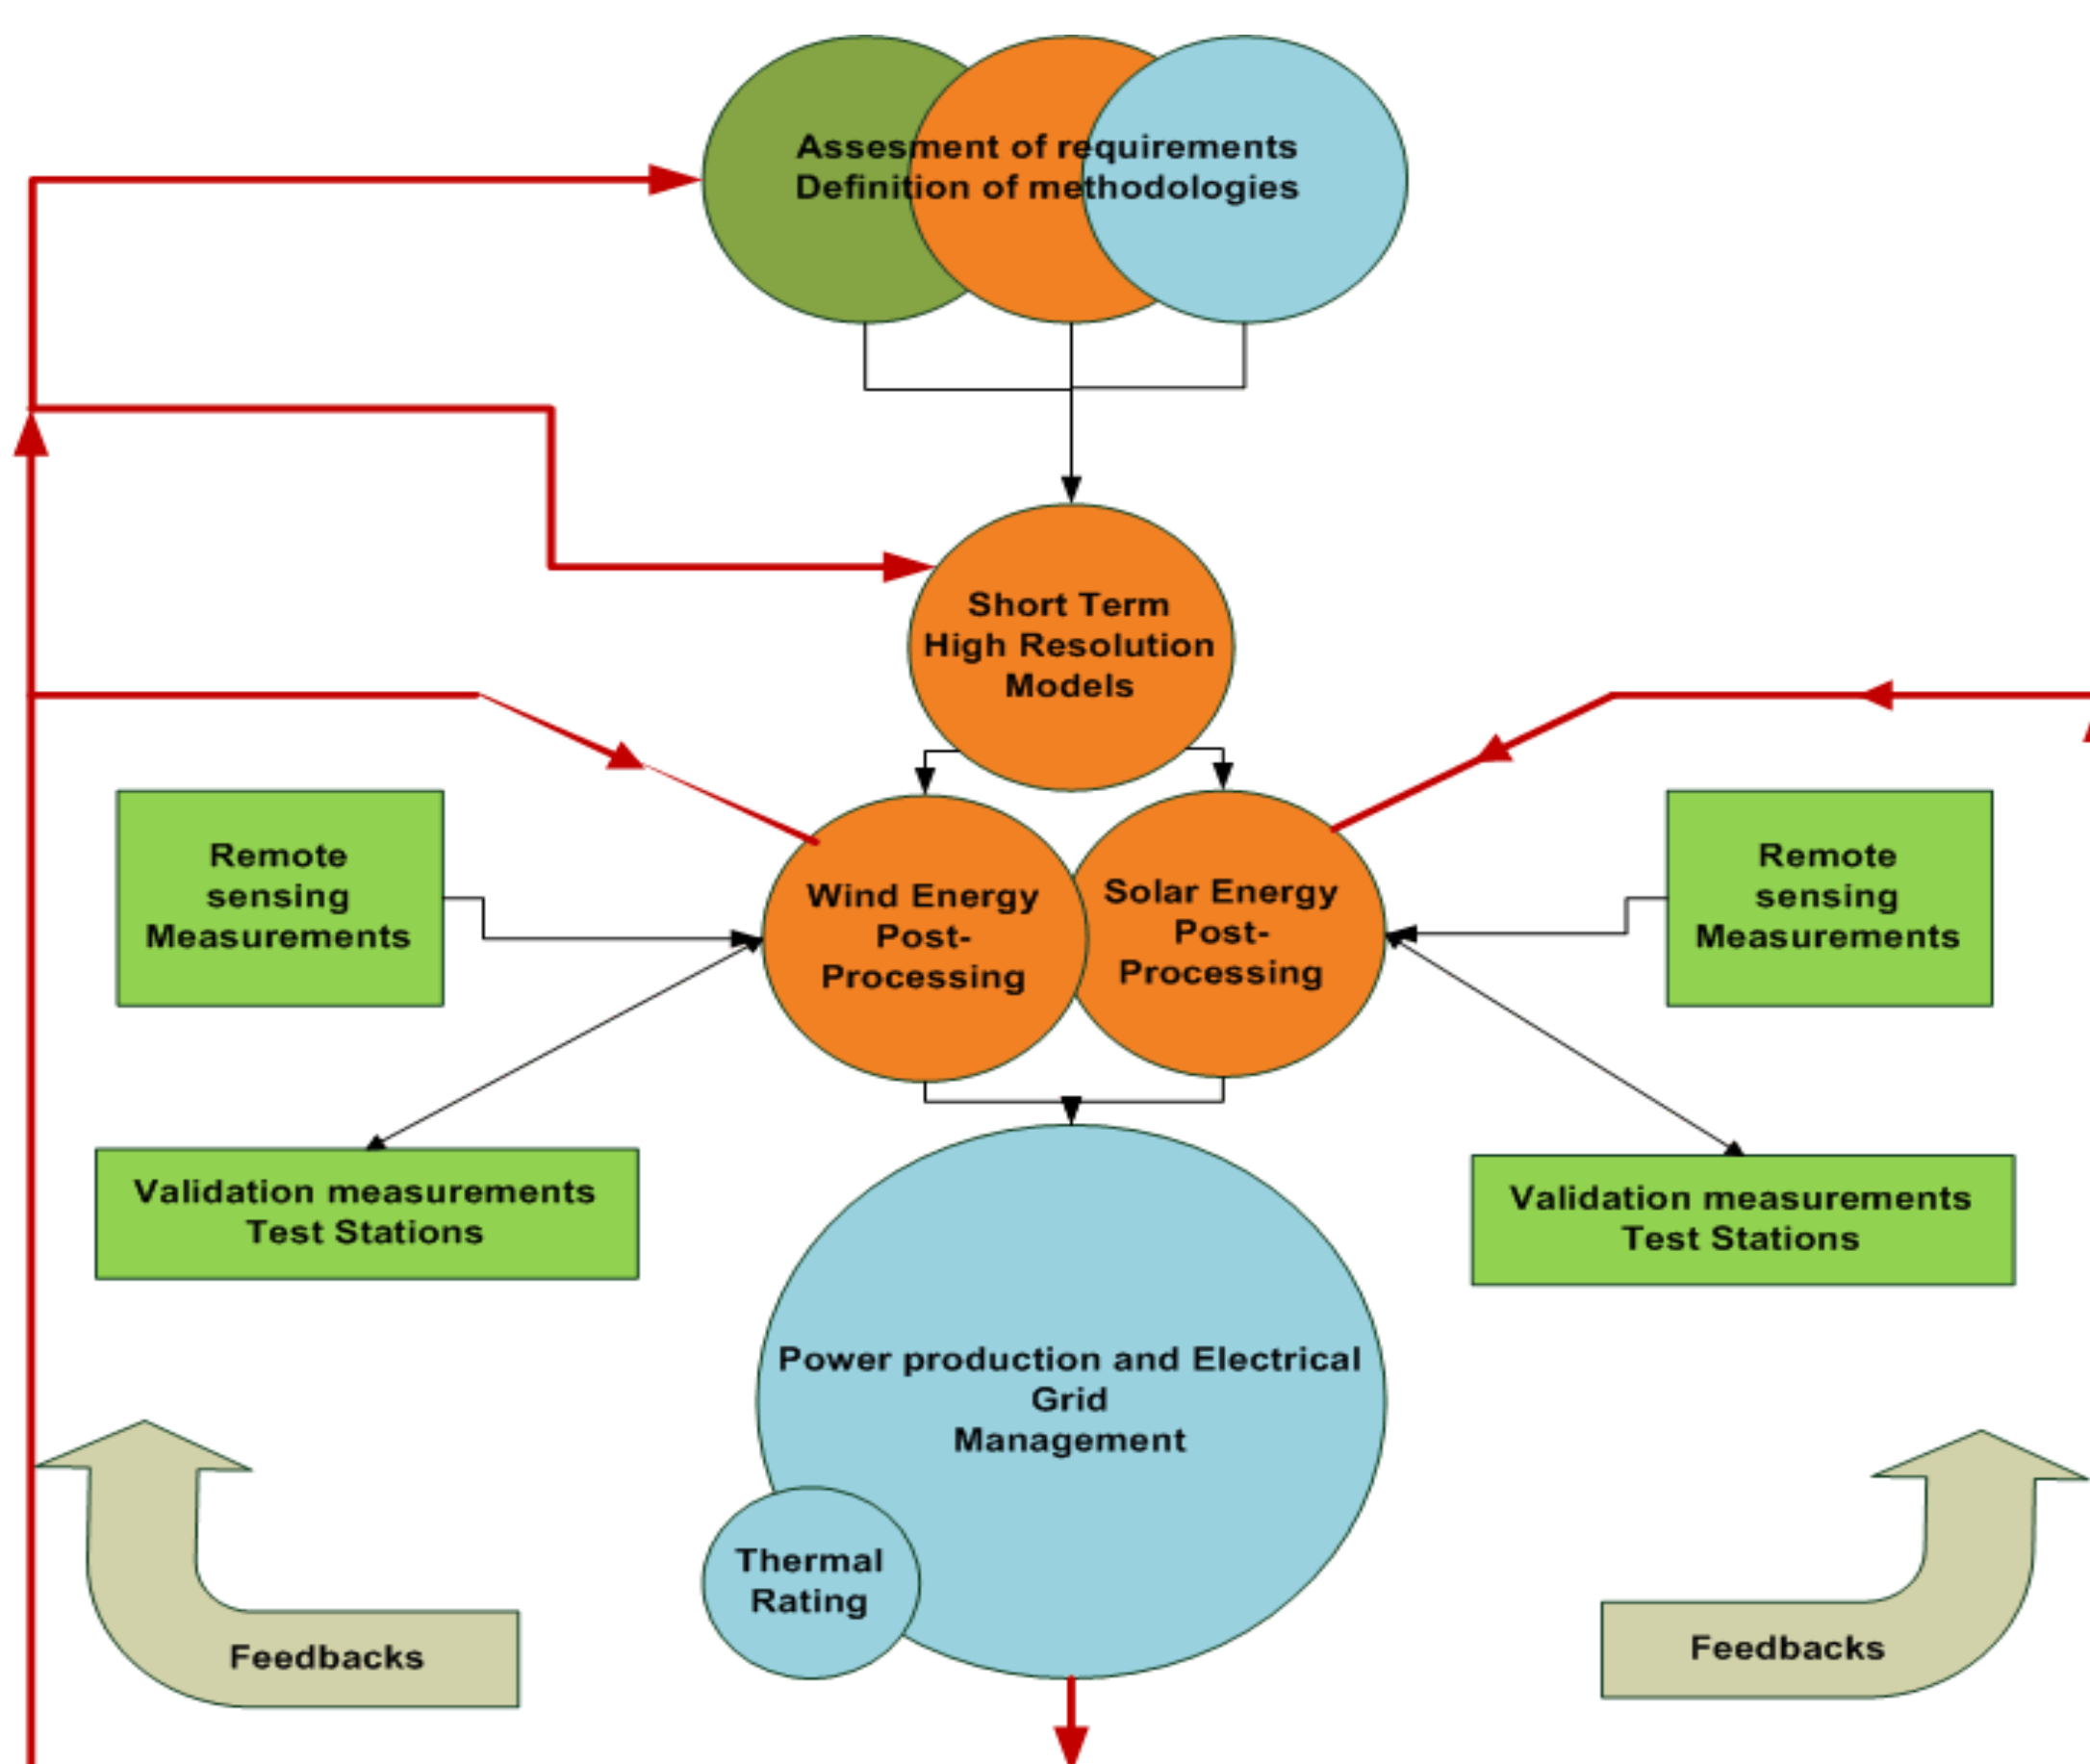 Assesment of requirements
Definition of methodologies
Short Term
High Resolution
Models
Remote
sensing
Measurements
Wind Energy
Post-
Processing
Solar Energy
Post-
Processing
Remote
sensing
Measurements
Validation measurements
Test Stations
Validation measurements
Test Stations
Power production and Electrical
Grid
Management
Thermal
Rating
Feedbacks
Feedbacks